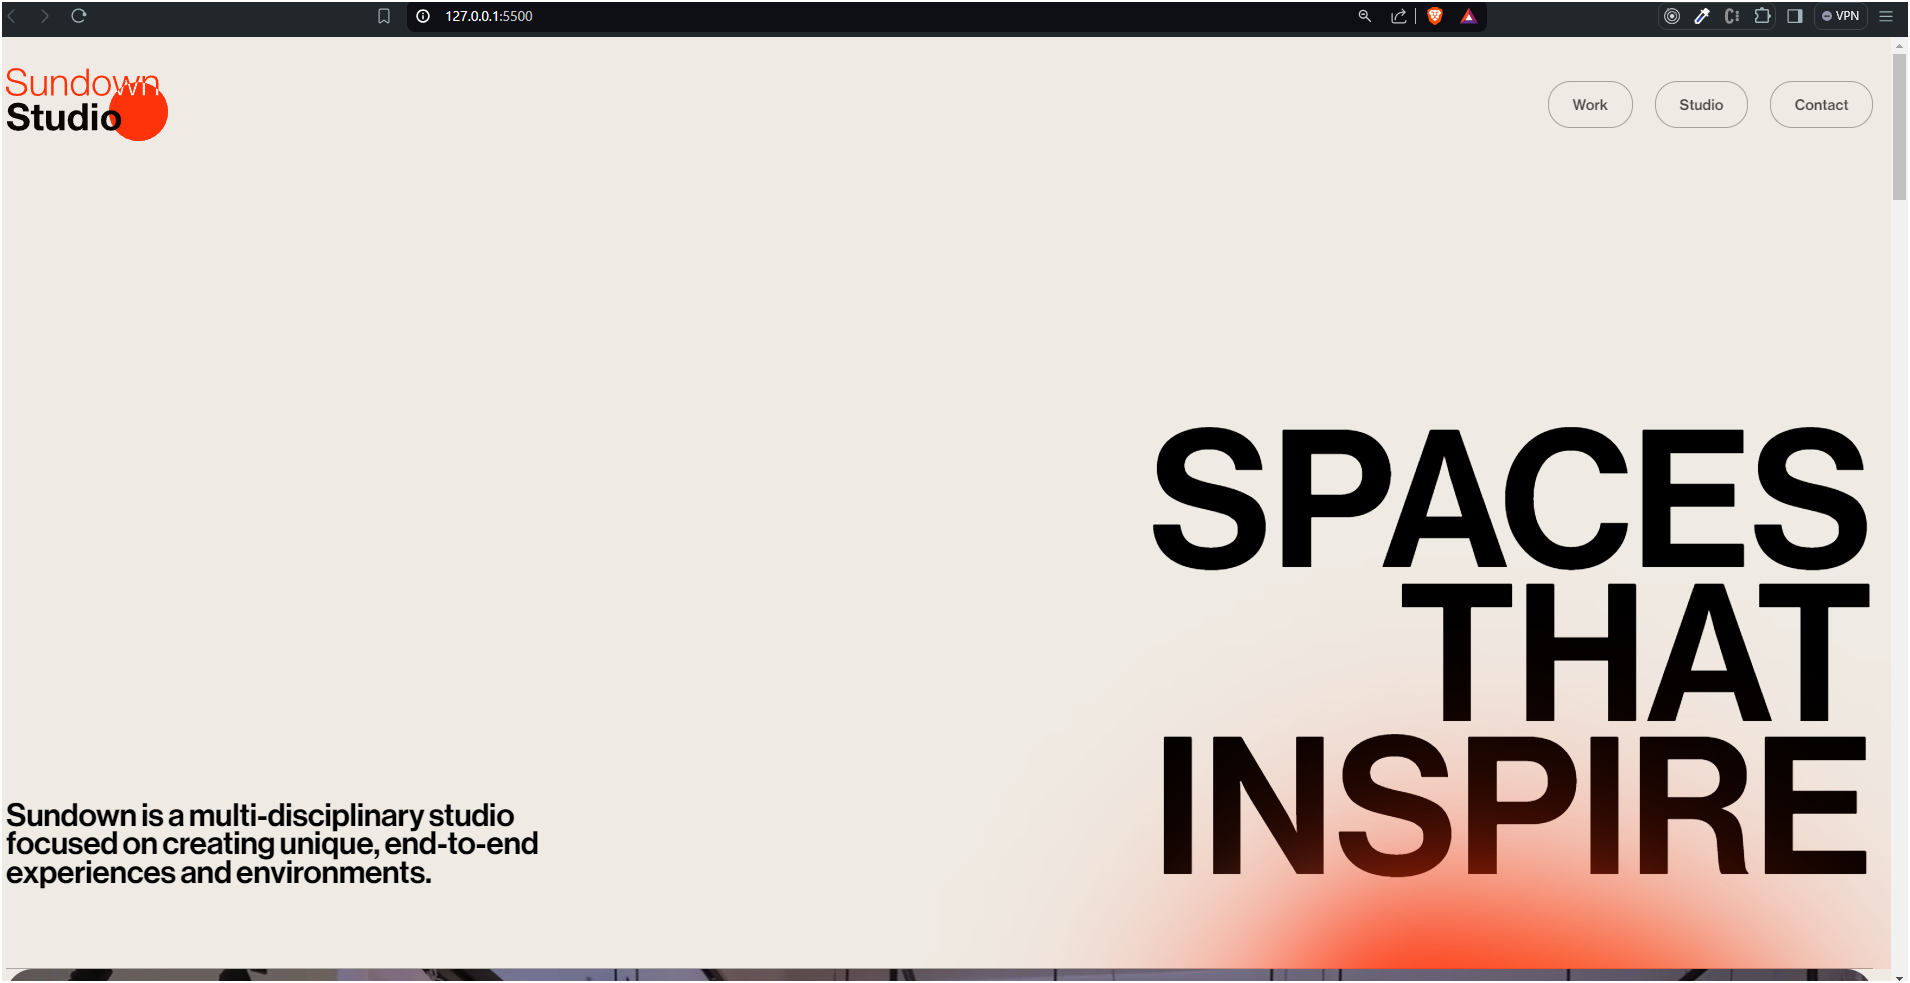 127.0.0.1:5500
VPN
Sundown
Studio
Work
Studio
Contact
SPACES
THAT
INSPIRE
Sundown is a multi-disciplinary studio
focused on creating unique, end-to-end
experiences and environments.